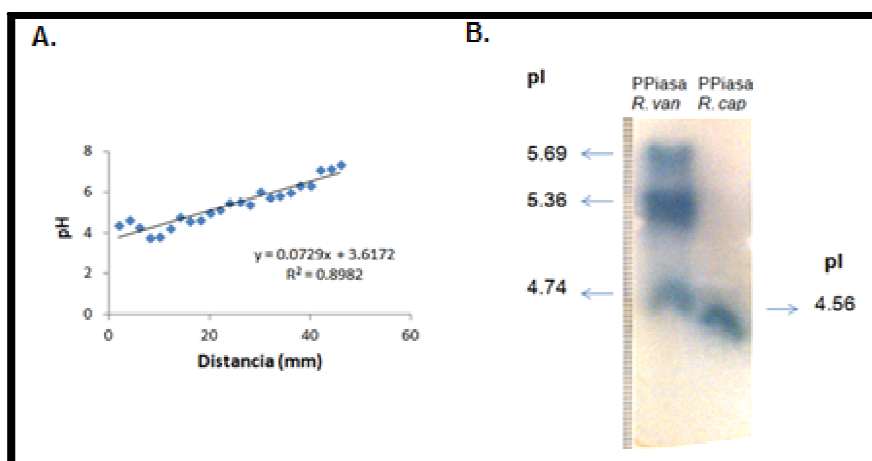 A.
8
6
4
2
0
pH
y = 0.0729x + 3.6172
R² = 0.8982
0 20 40 60
Distancia (mm)
B.
pI
PPiasa PPiasa
R. van R. cap
5.69
5.36
4.74
pI
4.56